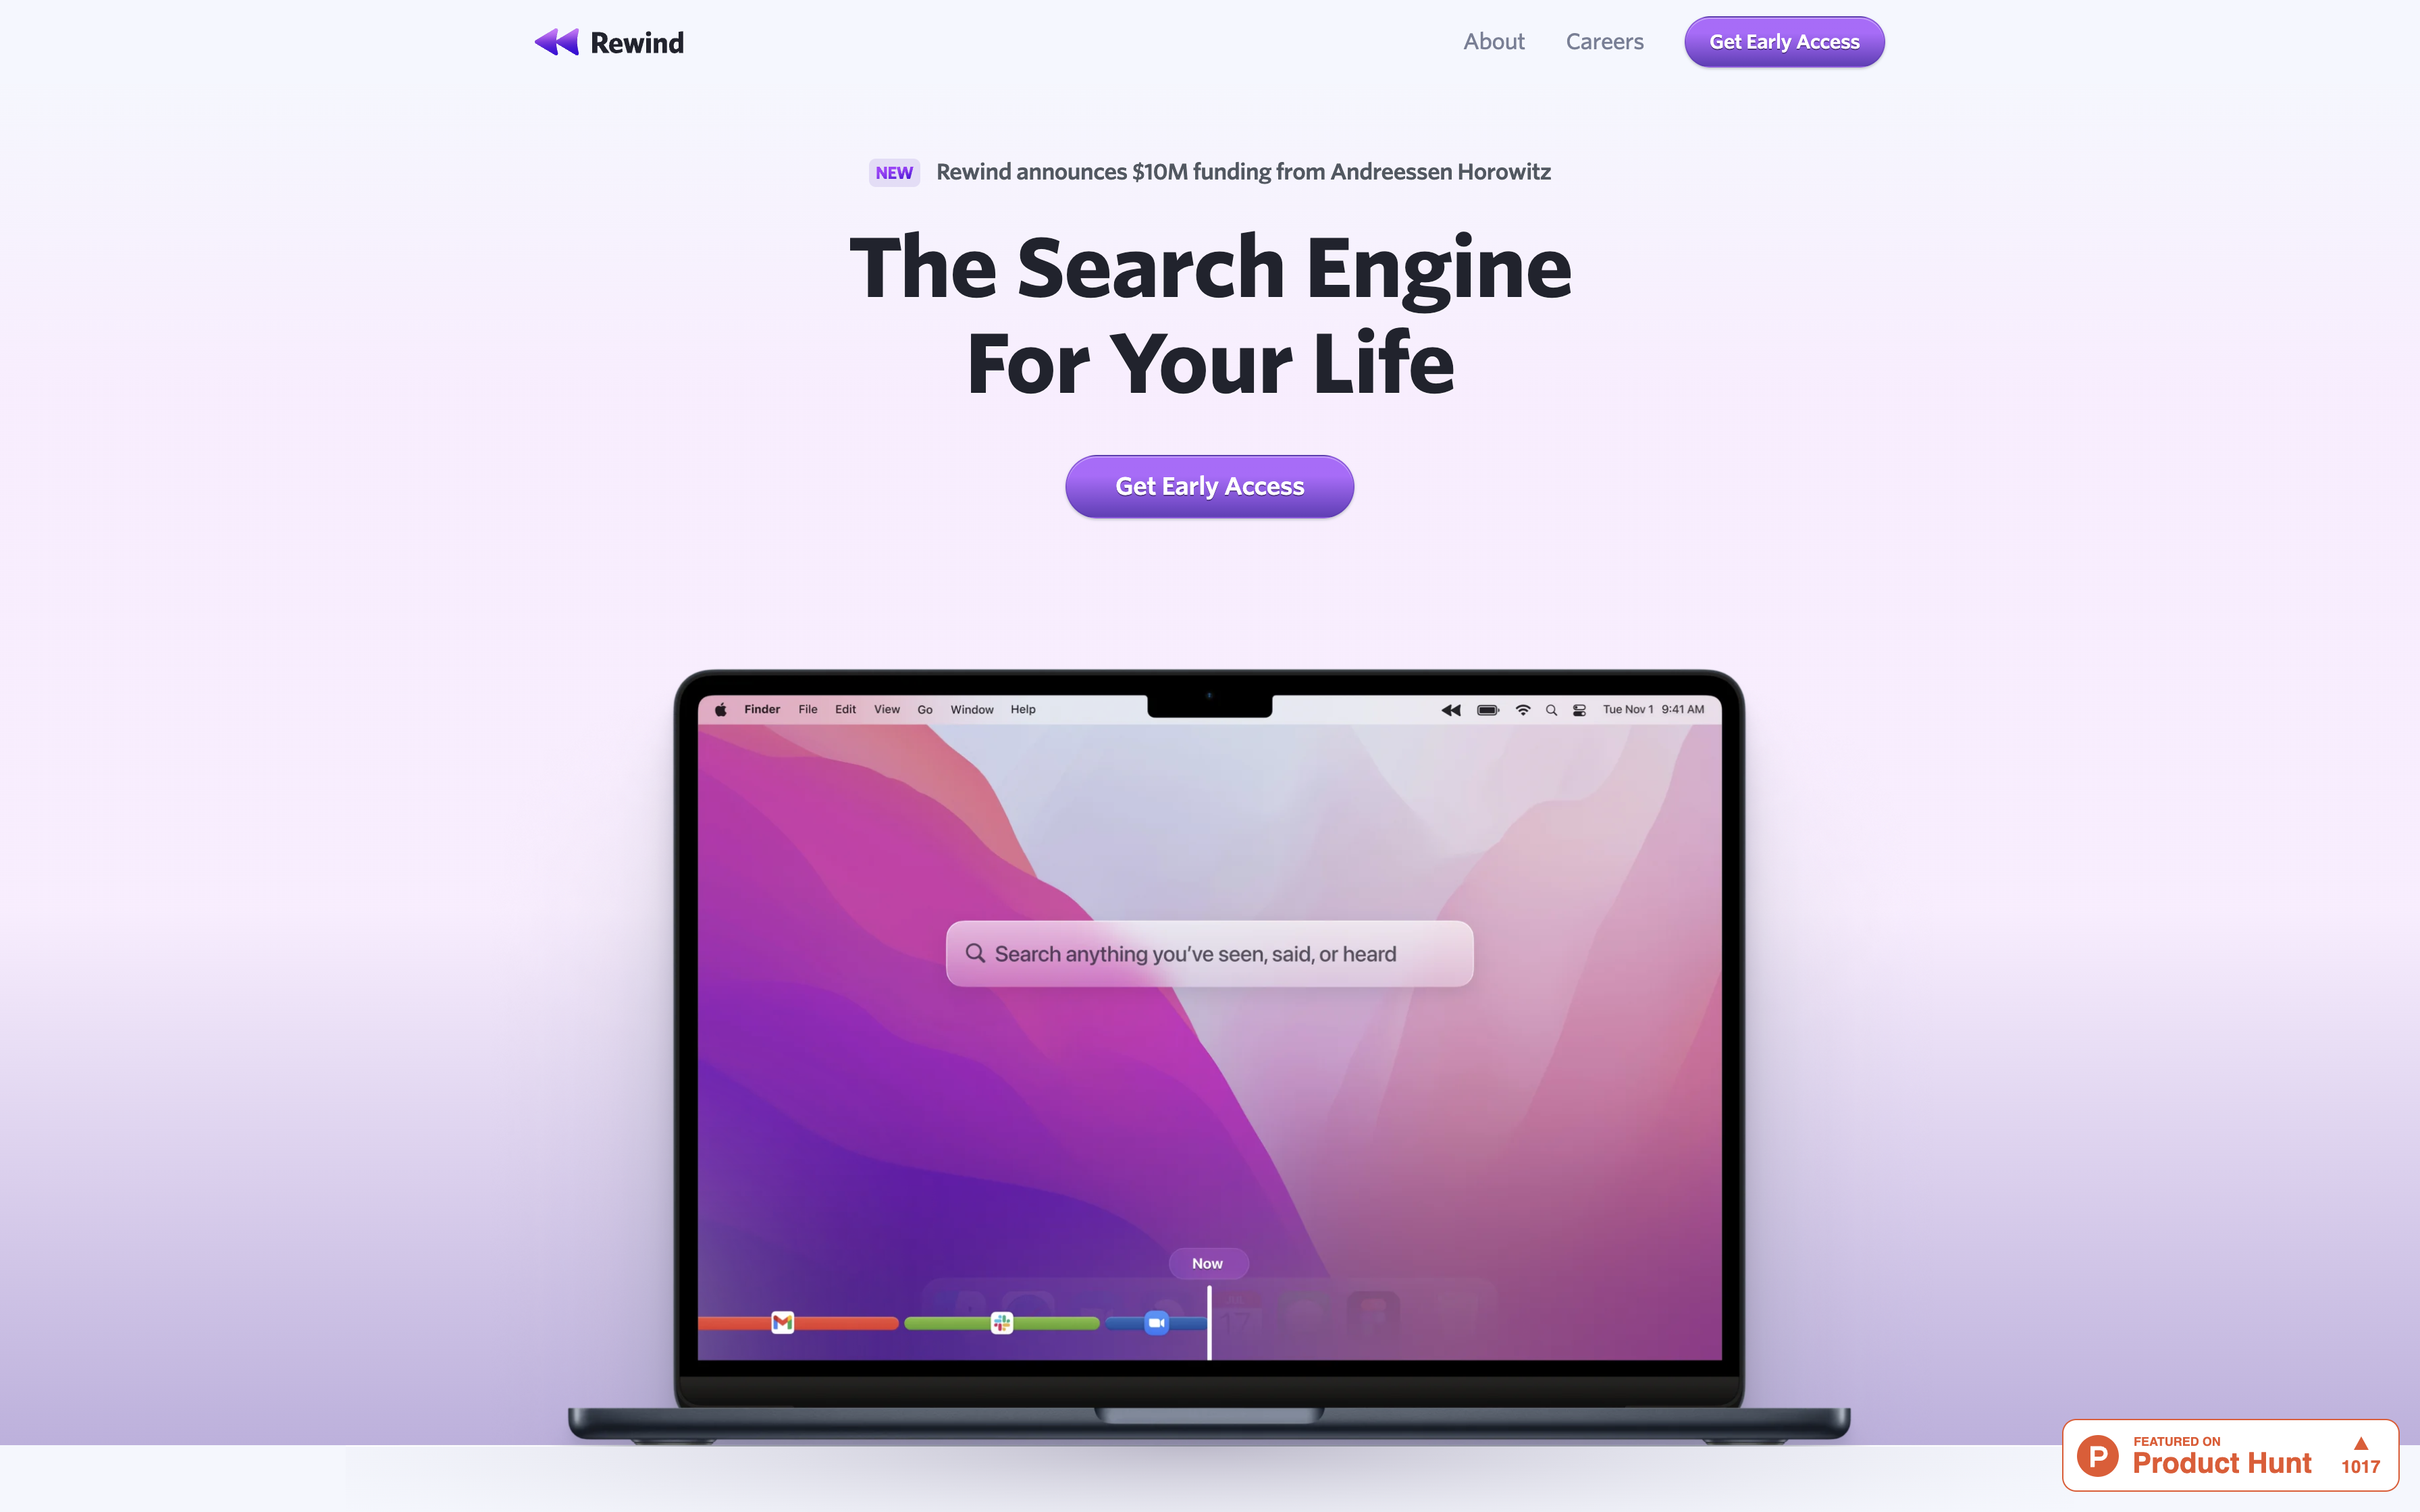 Rewind
About
Careers
Get Early Access
NEW Rewind announces $10M funding from Andreessen Horowitz
The Search Engine
For Your Life
Get Early Access
Finder File Edit View Go Window Help
Tue Nov 1 9:41 AM
Search anything you've seen, said, or heard
Now
17
FEATURED ON
Product Hunt
1017